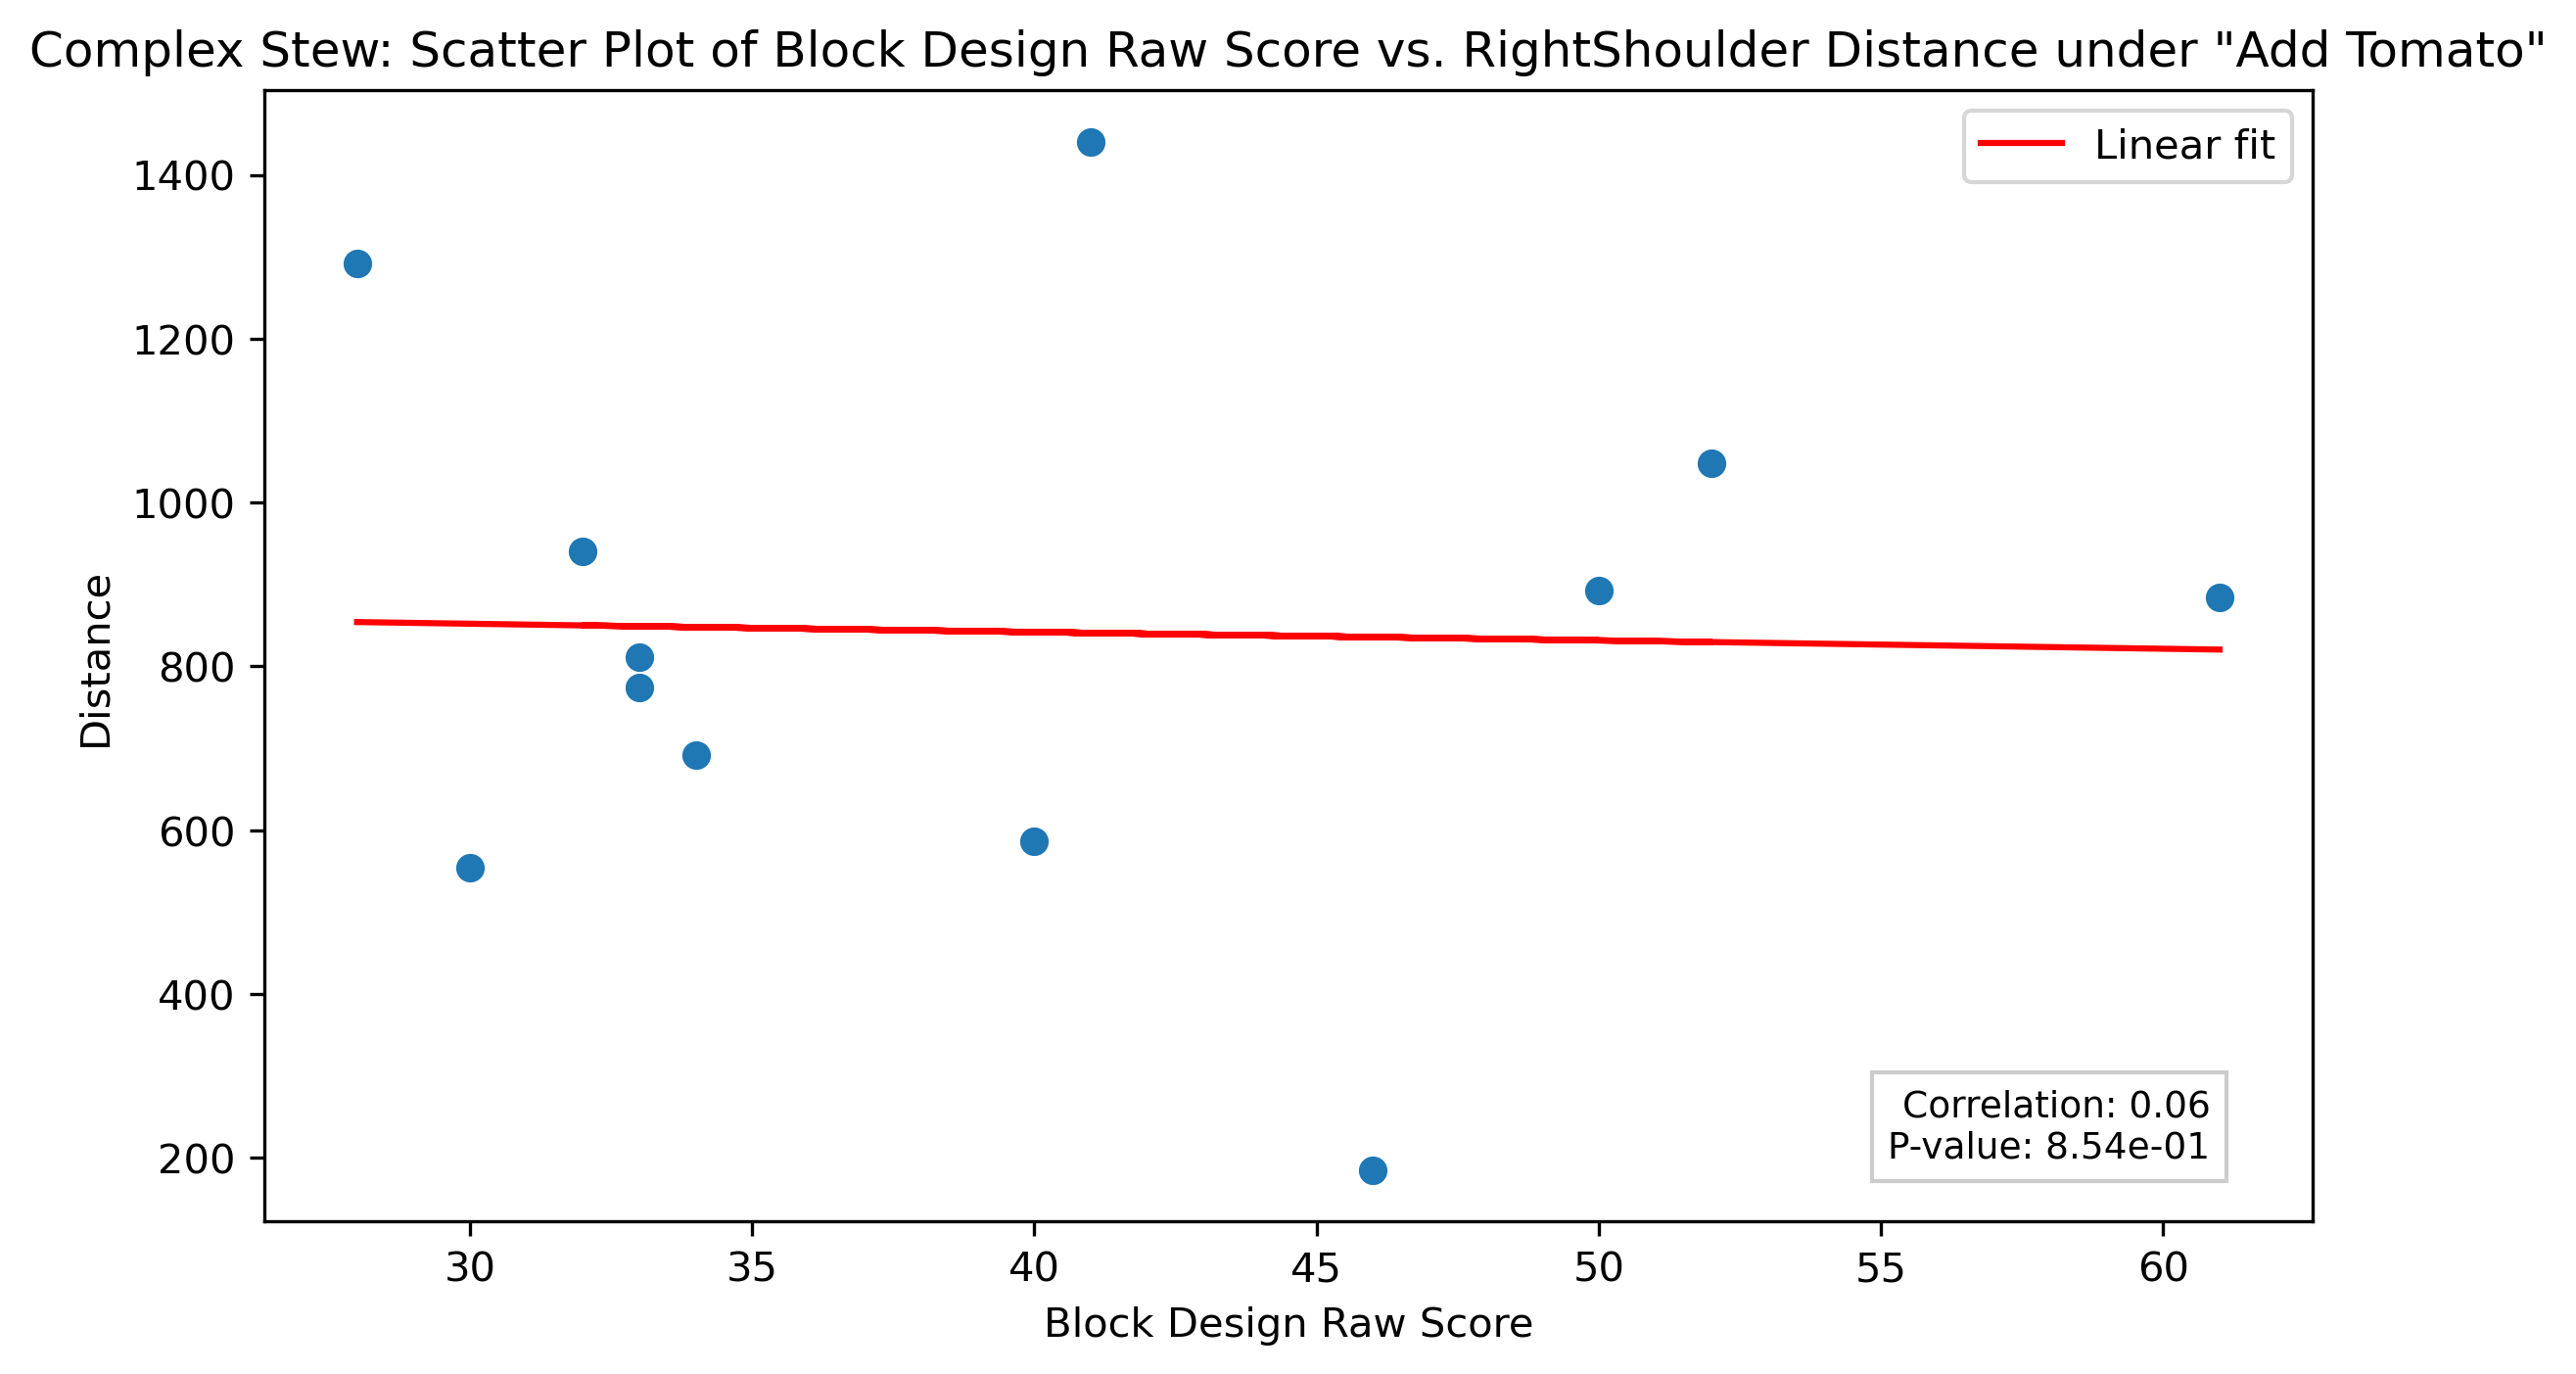 Complex Stew: Scatter Plot of Block Design Raw Score vs. RightShoulder Distance under "Add Tomato"
Linear fit
1400
1200
1000
800
600
400
200
Distance
Correlation: 0.06
P-value: 8.54e-01
30 35 40 45 50 55 60
Block Design Raw Score